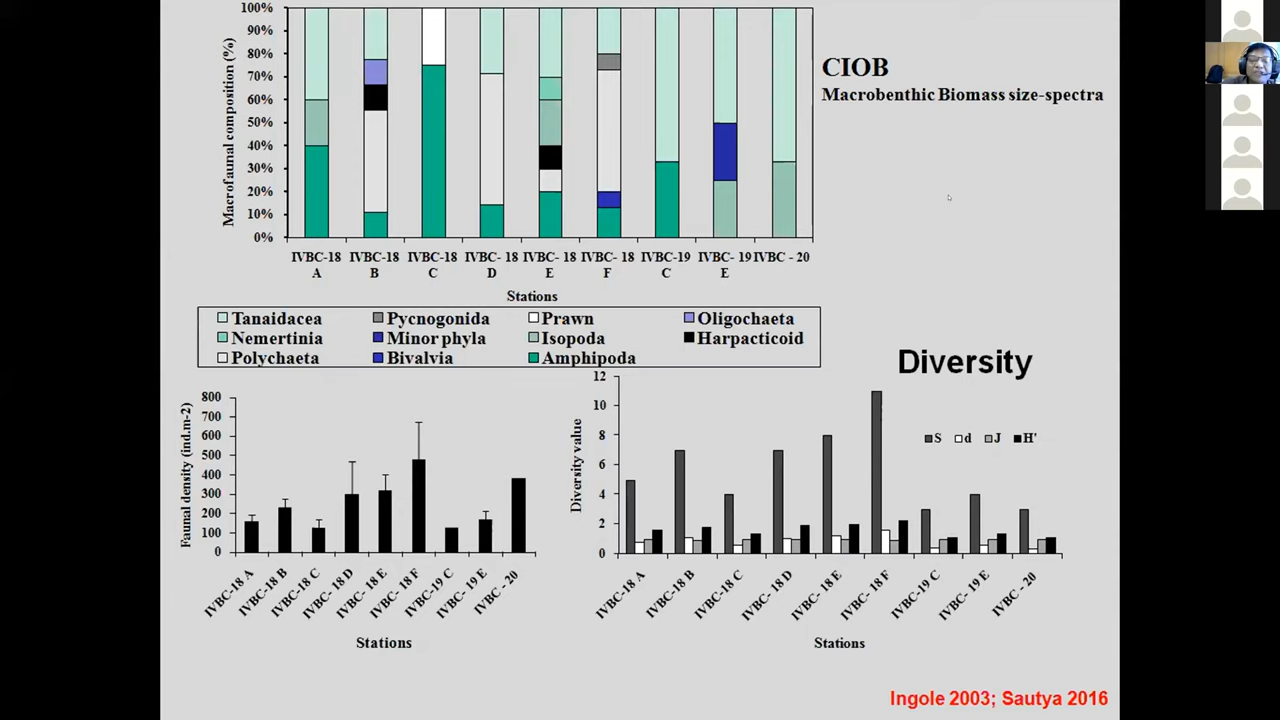 100%
90%
80%
70%
60%
50%
40%
30%
20%
10%
0%
Macrofaunal composition (%)
IVBC-18 A
IVBC-18 B
IVBC-18 C
IVBC- 18 D
IVBC- 18 E
IVBC- 18 F
IVBC-19 C
IVBC- 19 E
IVBC - 20
Stations
CIOB
Macrobenthic Biomass size-spectra
Tanaidacea Pycnogonida Prawn Oligochaeta
Nemertinia Minor phyla Isopoda Harpacticoid
Polychaeta Bivalvia Amphipoda
800
700
600
500
400
300
200
100
0
Faunal density (ind.m-2)
IVBC-18 A
IVBC-18 B
IVBC-18 C
IVBC- 18 D
IVBC- 18 E
IVBC- 18 F
IVBC-19 C
IVBC- 19 E
IVBC - 20
Stations
Diversity
12
10
8
6
4
2
0
Diversity value
S d J H'
IVBC-18 A
IVBC-18 B
IVBC-18 C
IVBC- 18 D
IVBC- 18 E
IVBC- 18 F
IVBC-19 C
IVBC- 19 E
IVBC - 20
Stations
Ingole 2003; Sautya 2016